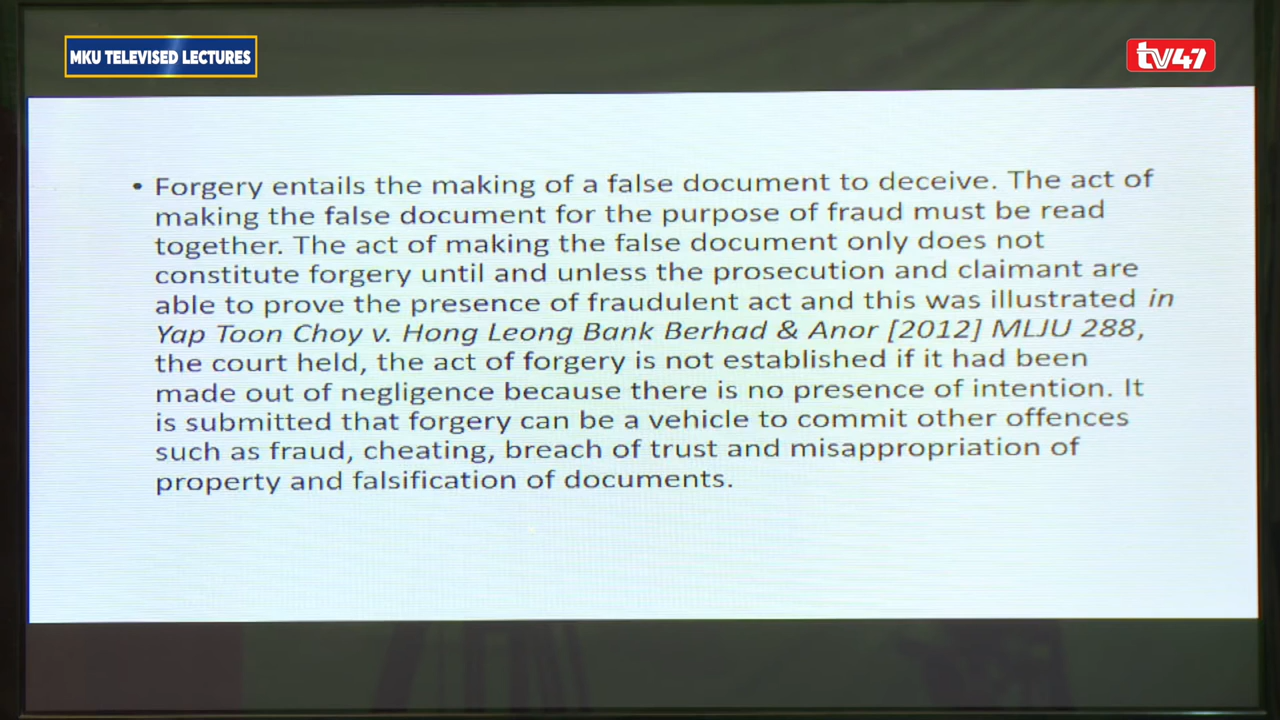 MKU TELEVISED LECTURES
tv47
• Forgery entails the making of a false document to deceive. The act of
making the false document for the purpose of fraud must be read
together. The act of making the false document only does not
constitute forgery until and unless the prosecution and claimant are
able to prove the presence of fraudulent act and this was illustrated in
Yap Toon Choy v. Hong Leong Bank Berhad & Anor [2012] MLJU 288,
the court held, the act of forgery is not established if it had been
made out of negligence because there is no presence of intention. It
is submitted that forgery can be a vehicle to commit other offences
such as fraud, cheating, breach of trust and misappropriation of
property and falsification of documents.